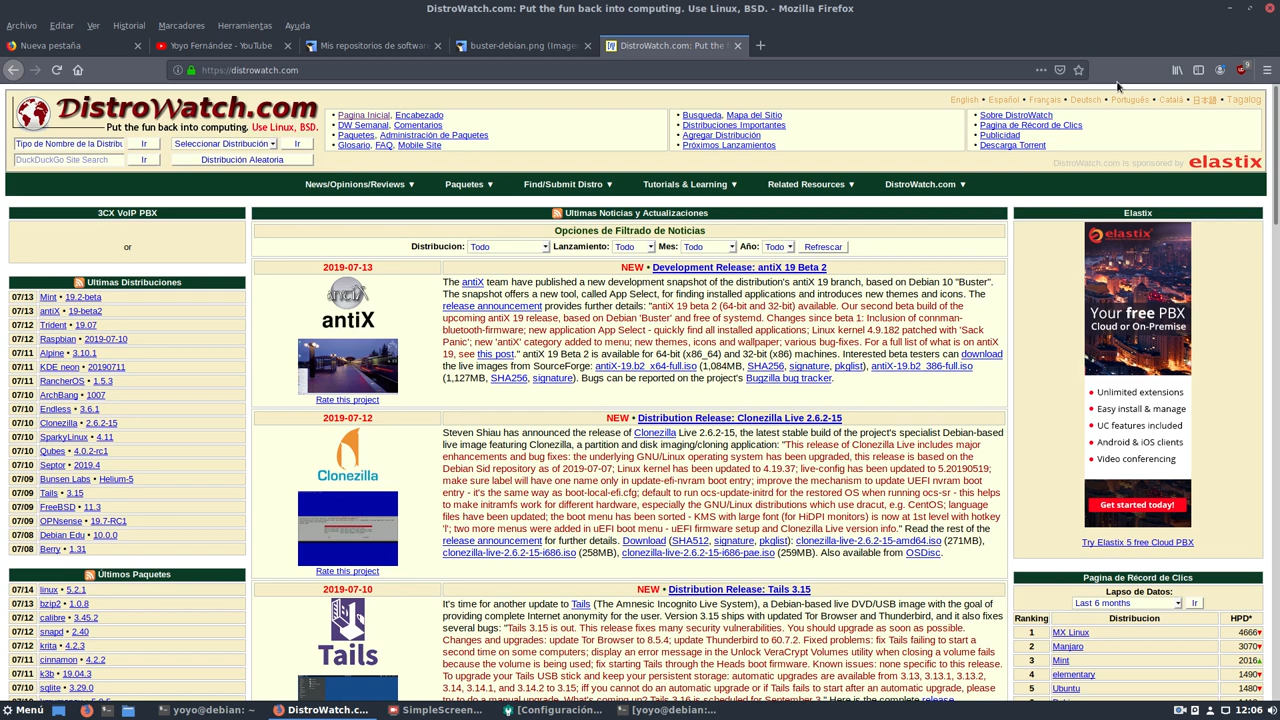 DistroWatch.com: Put the fun back into computing. Use Linux, BSD. - Mozilla Firefox
Archivo Editar Ver Historial Marcadores Herramientas Ayuda
Nueva pestaña
Yoyo Fernández - YouTube
Mis repositorios de softwar
buster-debian.png (Image
DistroWatch.com: Put the f
https://distrowatch.com
9
English • Español • Français • Deutsch • Português • Català • 日本語 • Tagalog
DistroWatch.com
Put the fun back into computing. Use Linux, BSD.
Tipo de Nombre de la Distribu Ir Seleccionar Distribución Ir
DuckDuckGo Site Search Ir Distribución Aleatoria
• Pagina Inicial, Encabezado
• DW Semanal, Comentarios
• Paquetes, Administración de Paquetes
• Glosario, FAQ, Mobile Site
• Busqueda, Mapa del Sitio
• Distribuciones Importantes
• Agregar Distribución
• Próximos Lanzamientos
• Sobre DistroWatch
• Pagina de Récord de Clics
• Publicidad
• Descarga Torrent
DistroWatch.com is sponsored by elastix
News/Opinions/Reviews ▼ Paquetes ▼ Find/Submit Distro ▼ Tutorials & Learning ▼ Related Resources ▼ DistroWatch.com ▼
3CX VoIP PBX
or
Ultimas Distribuciones
07/13 Mint • 19.2-beta
07/13 antiX • 19-beta2
07/12 Trident • 19.07
07/12 Raspbian • 2019-07-10
07/11 Alpine • 3.10.1
07/11 KDE neon • 20190711
07/11 RancherOS • 1.5.3
07/10 ArchBang • 1007
07/10 Endless • 3.6.1
07/10 Clonezilla • 2.6.2-15
07/10 SparkyLinux • 4.11
07/10 Qubes • 4.0.2-rc1
07/10 Septor • 2019.4
07/09 Bunsen Labs • Helium-5
07/09 Tails • 3.15
07/09 FreeBSD • 11.3
07/09 OPNsense • 19.7-RC1
07/08 Debian Edu • 10.0.0
07/08 Berry • 1.31
Últimos Paquetes
07/14 linux • 5.2.1
07/13 bzip2 • 1.0.8
07/12 calibre • 3.45.2
07/12 snapd • 2.40
07/12 krita • 4.2.3
07/11 cinnamon • 4.2.2
07/11 k3b • 19.04.3
07/10 sqlite • 3.29.0
Ultimas Noticias y Actualizaciones
Opciones de Filtrado de Noticias
Distribucion: Todo Lanzamiento: Todo Mes: Todo Año: Todo Refrescar
2019-07-13
NEW • Development Release: antiX 19 Beta 2
antiX
Rate this project
The antiX team have published a new development snapshot of the distribution's antiX 19 branch, based on Debian 10 "Buster".
The snapshot offers a new tool, called App Select, for finding installed applications and introduces new themes and icons. The
release announcement provides further details: "antiX 19 beta 2 (64-bit and 32-bit) available. Our second beta build of the
upcoming antiX 19 release, based on Debian 'Buster' and free of systemd. Changes since beta 1: Inclusion of connman-
bluetooth-firmware; new application App Select - quickly find all installed applications; Linux kernel 4.9.182 patched with 'Sack
Panic'; new 'antiX' category added to menu; new themes, icons and wallpaper; various bug-fixes. For a full list of what is on antiX
19, see this post." antiX 19 Beta 2 is available for 64-bit (x86_64) and 32-bit (x86) machines. Interested beta testers can download
the live images from SourceForge: antiX-19.b2_x64-full.iso (1,084MB, SHA256, signature, pkglist), antiX-19.b2_386-full.iso
(1,127MB, SHA256, signature). Bugs can be reported on the project's Bugzilla bug tracker.
2019-07-12
NEW • Distribution Release: Clonezilla Live 2.6.2-15
Clonezilla
Rate this project
Steven Shiau has announced the release of Clonezilla Live 2.6.2-15, the latest stable build of the project's specialist Debian-based
live image featuring Clonezilla, a partition and disk imaging/cloning application: "This release of Clonezilla Live includes major
enhancements and bug fixes: the underlying GNU/Linux operating system has been upgraded, this release is based on the
Debian Sid repository as of 2019-07-07; Linux kernel has been updated to 4.19.37; live-config has been updated to 5.20190519;
make sure label will have one name only in update-efi-nvram boot entry; improve the mechanism to update UEFI nvram boot
entry - it's the same way as boot-local-efi.cfg; default to run ocs-update-initrd for the restored OS when running ocs-sr - this helps
to make initramfs work for different hardware, especially the GNU/Linux distributions which use dracut, e.g. CentOS; language
files have been updated; the boot menu has been sorted - KMS with large font (for HiDPI monitors) is now at 1st level with hotkey
'l'; two more menus were added in uEFI boot menu - uEFI firmware setup and Clonezilla Live version info." Read the rest of the
release announcement for further details. Download (SHA512, signature, pkglist): clonezilla-live-2.6.2-15-amd64.iso (271MB),
clonezilla-live-2.6.2-15-i686.iso (258MB), clonezilla-live-2.6.2-15-i686-pae.iso (259MB). Also available from OSDisc.
2019-07-10
NEW • Distribution Release: Tails 3.15
Tails
It's time for another update to Tails (The Amnesic Incognito Live System), a Debian-based live DVD/USB image with the goal of
providing complete Internet anonymity for the user. Version 3.15 ships with updated Tor Browser and Thunderbird, and it also fixes
several bugs: "Tails 3.15 is out. This release fixes many security vulnerabilities. You should upgrade as soon as possible.
Changes and upgrades: update Tor Browser to 8.5.4; update Thunderbird to 60.7.2. Fixed problems: fix Tails failing to start a
second time on some computers; display an error message in the Unlock VeraCrypt Volumes utility when closing a volume fails
because the volume is being used; fix starting Tails through the Heads boot firmware. Known issues: none specific to this release.
To upgrade your Tails USB stick and keep your persistent storage: automatic upgrades are available from 3.13, 3.13.1, 3.13.2,
3.14, 3.14.1, and 3.14.2 to 3.15; iff you cannot do an automatic upgrade or if Tails fails to start after an automatic upgrade, please
Elastix
elastix
Your free PBX
Cloud or On-Premise
• Unlimited extensions
• Easy install & manage
• UC features included
• Android & iOS clients
• Video conferencing
Get started today!
Try Elastix 5 free Cloud PBX
Pagina de Récord de Clics
Lapso de Datos:
Last 6 months Ir
Ranking Distribucion HPD*
1 MX Linux 4666
2 Manjaro 3070
3 Mint 2016
4 elementary 1490
5 Ubuntu 1480
Menú
yoyo@debian: ~
DistroWatch.c...
SimpleScreen...
[Configuración...
[yoyo@debian:...
12:06